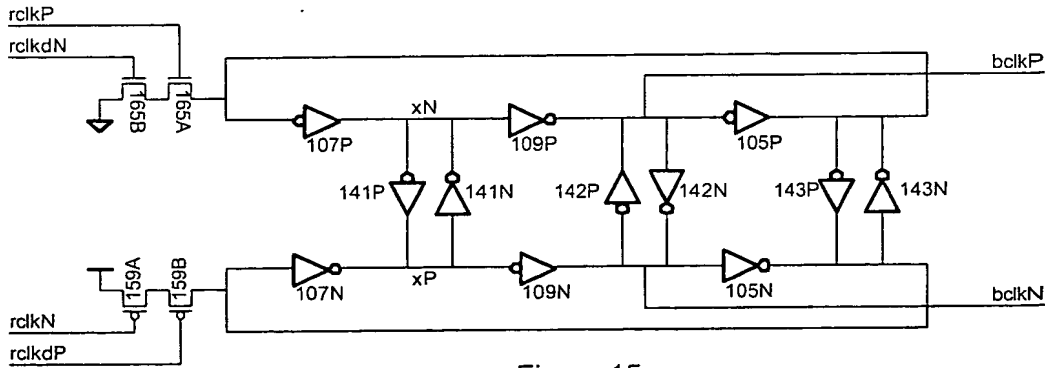 rclkP
rclkdN
165B
165A
bclkP
xN
107P
109P
105P
141P
141N
142P
142N
143P
143N
159A
159B
xP
107N
109N
105N
bclkN
rclkN
rclkdP